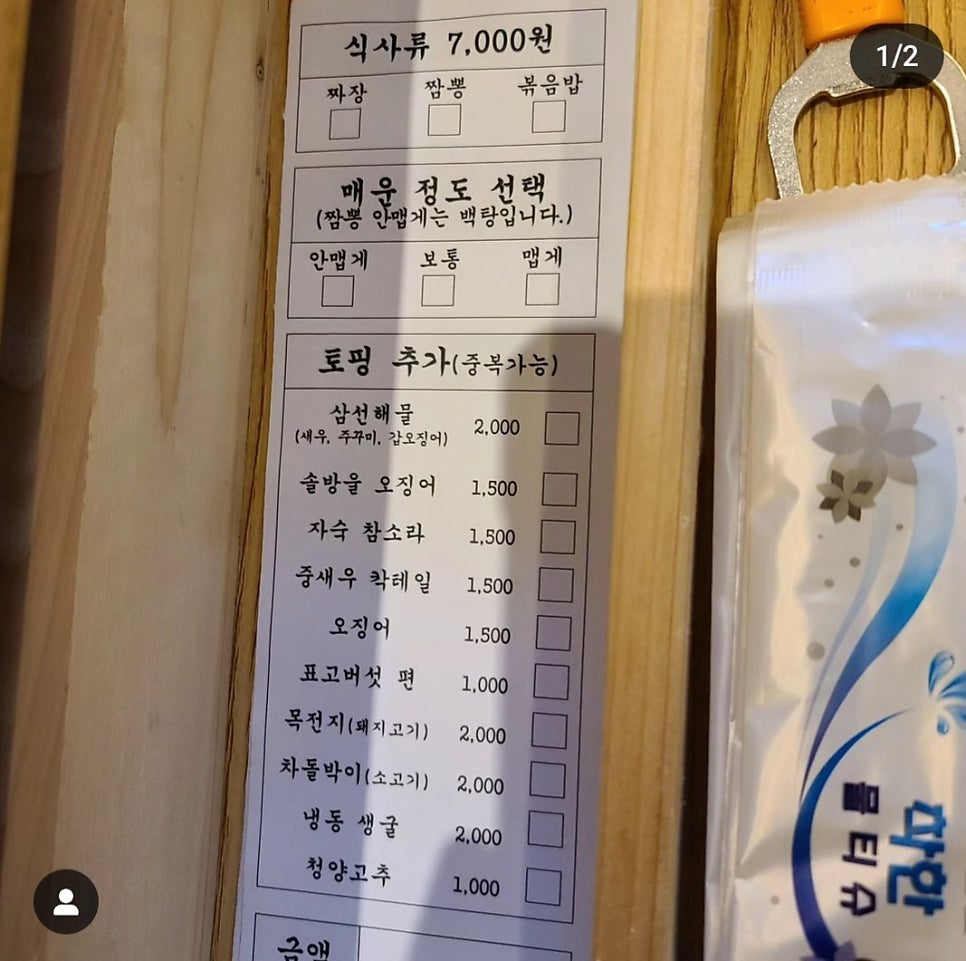 1/2
식사류 7,000원
짜장 짬뽕 볶음밥
매운 정도 선택
(짬뽕 안맵게는 백탕입니다.)
안맵게 보통 맵게
토핑 추가(중복가능)
삼선해물 2,000
(새우, 주꾸미, 갑오징어)
솔방울 오징어 1,500
자숙 참소라 1,500
중새우 칵테일 1,500
오징어 1,500
표고버섯 편 1,000
목전지(돼지고기) 2,000
차돌박이(소고기) 2,000
냉동 생굴 2,000
청양고추 1,000
금액
물티슈